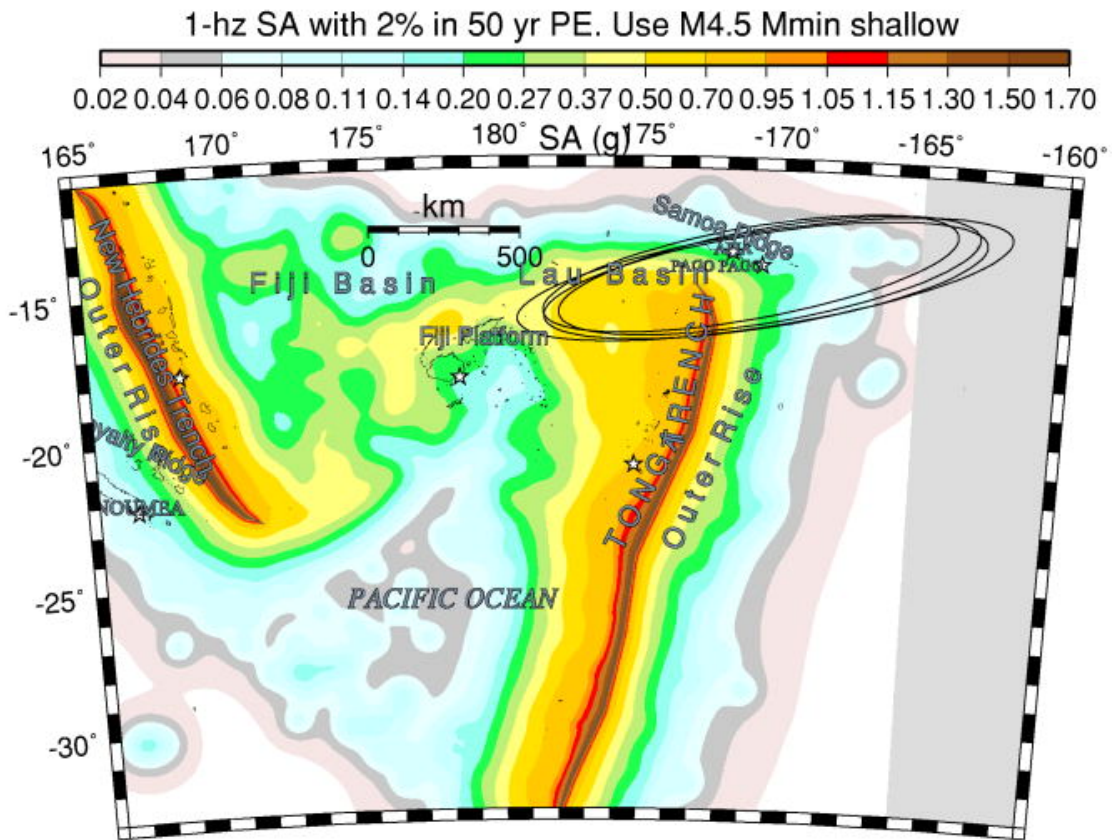 1-hz SA with 2% in 50 yr PE. Use M4.5 Mmin shallow
0.02 0.04 0.06 0.08 0.11 0.14 0.20 0.27 0.37 0.50 0.70 0.95 1.05 1.15 1.30 1.50 1.70
SA (g)
165° 170° 175° 180° -175° -170° -165° -160°
-km
0 500
Samoa Ridge
PAGO PAGO
Lau Basin
Fiji Basin
New Hebrides Trench
Outer Rise
-15°
Fiji Platform
TONGA TRENCH
Outer Rise
-20°
oyalty Ridge
NOUMEA
-25°
PACIFIC OCEAN
-30°